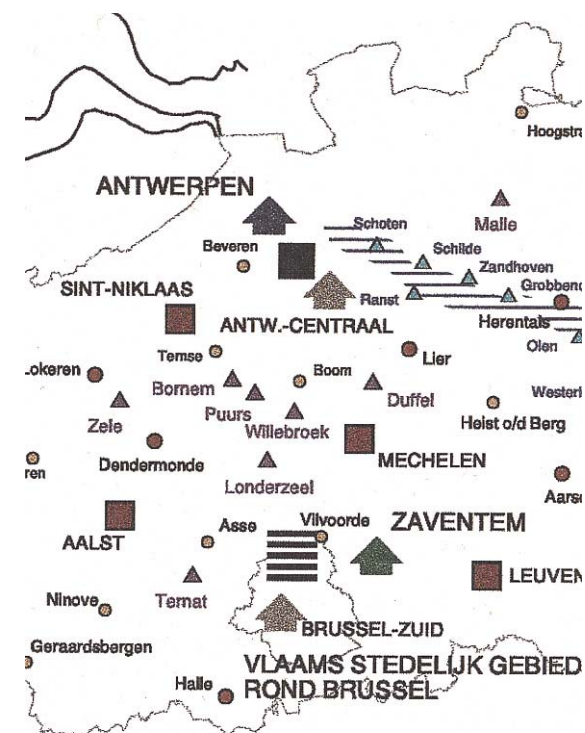 Hoogstra
ANTWERPEN
Malle
Schoten
Beveren
Schilde
Zandhoven
SINT-NIKLAAS
Ranst
Grobbend
ANTW.-CENTRAAL
Herentals
Olen
Temse
Lier
Lokeren
Bornem
Boom
Duffel
Westerl
Zele
Puurs
Willebroek
Heist o/d Berg
Dendermonde
MECHELEN
ren
Londerzeel
Aarsc
Asse
Vilvoorde
ZAVENTEM
AALST
LEUVEN
Ternat
Ninove
BRUSSEL-ZUID
Geraardsbergen
VLAAMS STEDELIJK GEBIED
ROND BRUSSEL
Halle